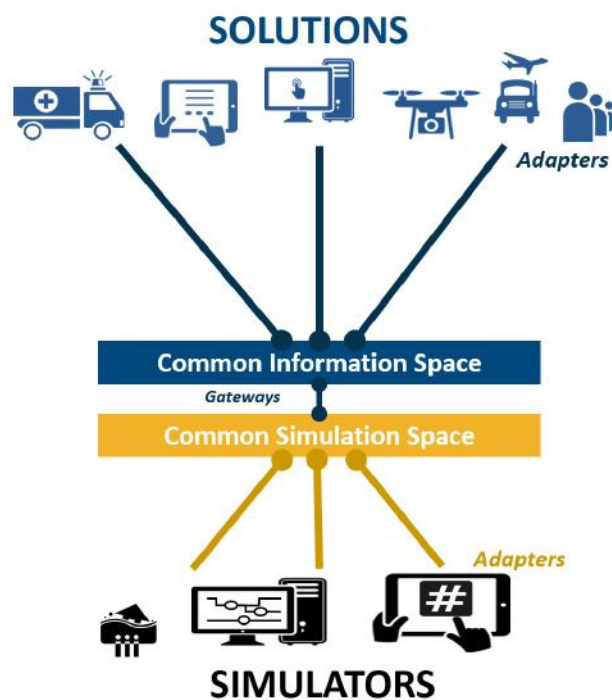 SOLUTIONS
Adapters
Common Information Space
Gateways
Common Simulation Space
Adapters
#
SIMULATORS